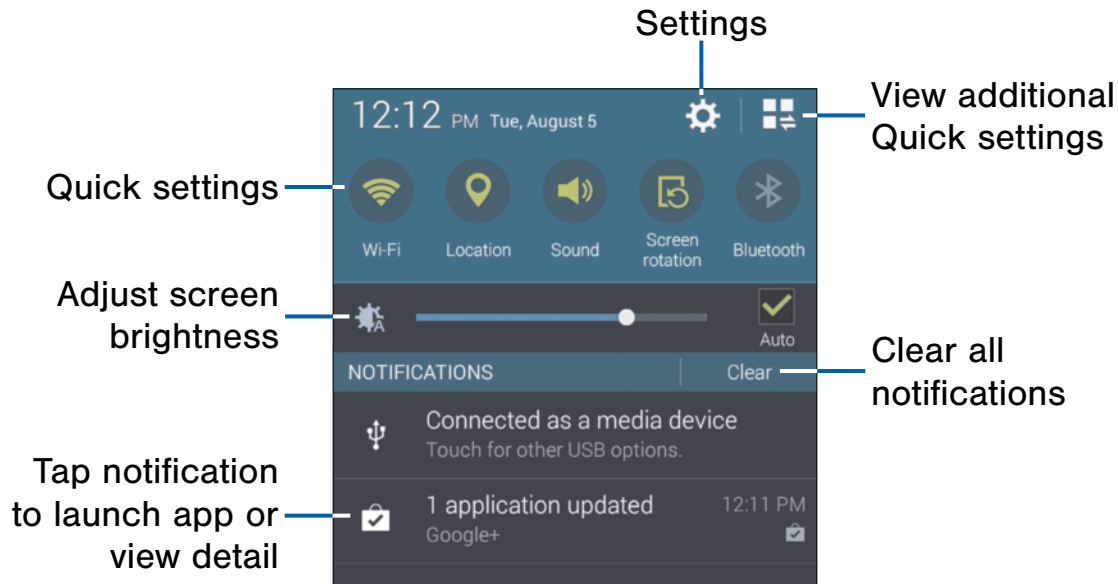 Settings
View additional
Quick settings
12:12 PM Tue, August 5
Quick settings
Wi-Fi
Location
Sound
Screen
rotation
Bluetooth
Adjust screen
brightness
A
Auto
Clear all
notifications
NOTIFICATIONS
Clear
Connected as a media device
Touch for other USB options.
Tap notification
to launch app or
view detail
1 application updated
12:11 PM
Google+